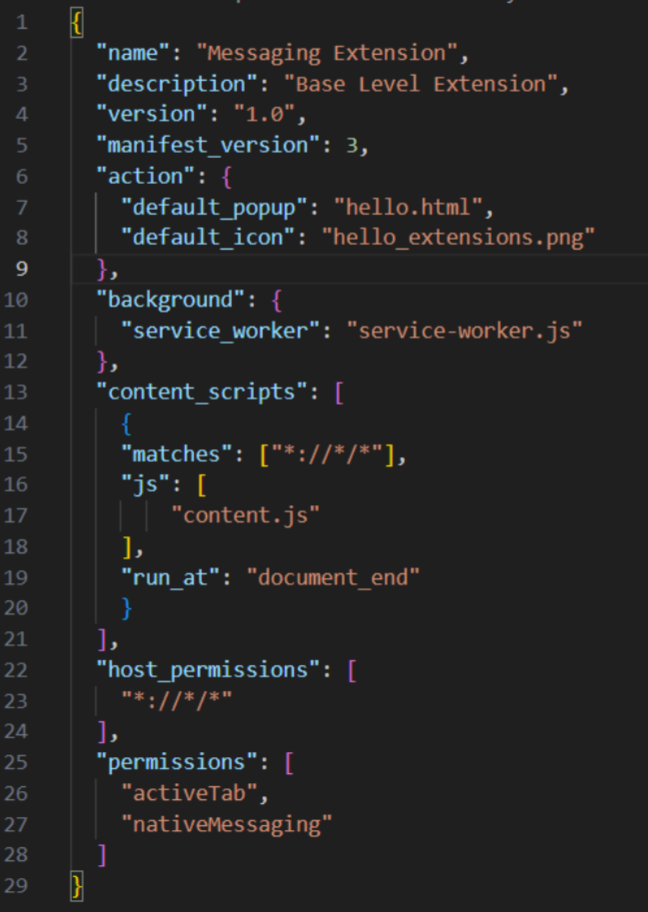 1 {
2 "name": "Messaging Extension",
3 "description": "Base Level Extension",
4 "version": "1.0",
5 "manifest_version": 3,
6 "action": {
7 "default_popup": "hello.html",
8 "default_icon": "hello_extensions.png"
9 },
10 "background": {
11 "service_worker": "service-worker.js"
12 },
13 "content_scripts": [
14 {
15 "matches": ["*://*/*"],
16 "js": [
17 "content.js"
18 ],
19 "run_at": "document_end"
20 }
21 ],
22 "host_permissions": [
23 "*://*/*"
24 ],
25 "permissions": [
26 "activeTab",
27 "nativeMessaging"
28 ]
29 }